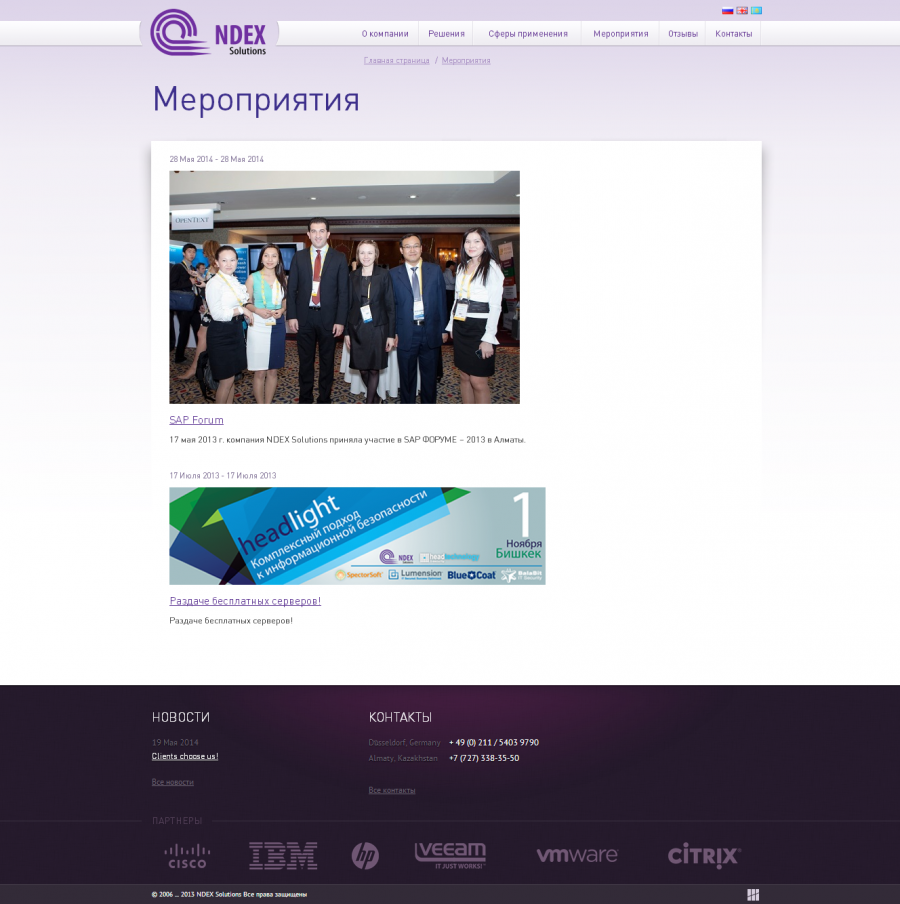 NDEX
Solutions
О компании
Решения
Сферы применения
Мероприятия
Отзывы
Контакты
Главная страница / Мероприятия
Мероприятия
28 Мая 2014 - 28 Мая 2014
OPENTEXT
SAP Forum
17 мая 2013 г. компания NDEX Solutions приняла участие в SAP ФОРУМЕ – 2013 в Алматы.
17 Июля 2013 - 17 Июля 2013
headlight
Комплексный подход
к информационной безопасности
1
Ноября
Бишкек
NDEX
headtechnology
SpectorSoft
Lumension
Blue Coat
BalaBit
IT Security
Раздаче бесплатных серверов!
Раздаче бесплатных серверов!
НОВОСТИ
19 Мая 2014
Clients choose us!
Все новости
КОНТАКТЫ
Düsseldorf, Germany + 49 (0) 211 / 5403 9790
Almaty, Kazakhstan +7 (727) 338-35-50
Все контакты
ПАРТНЕРЫ
CISCO
IBM
hp
veeam
IT JUST WORKS!
vmware
CITRIX
© 2006 ... 2013 NDEX Solutions Все права защищены